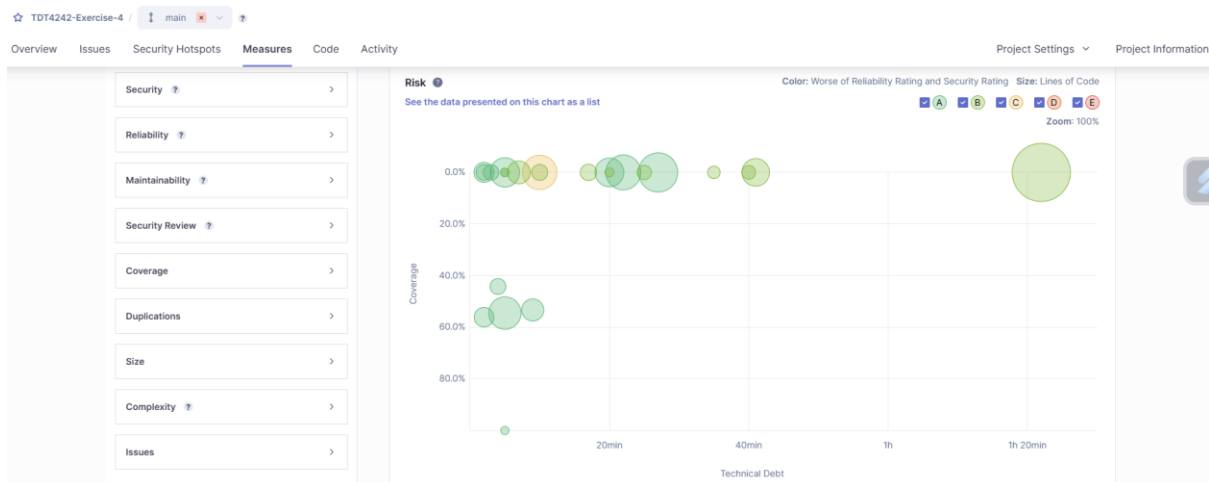 TDT4242-Exercise-4 / main ?
Overview Issues Security Hotspots Measures Code Activity Project Settings Project Information
Security ?
Reliability ?
Maintainability ?
Security Review ?
Coverage
Duplications
Size
Complexity ?
Issues
Risk ?
Color: Worse of Reliability Rating and Security Rating Size: Lines of Code
See the data presented on this chart as a list
A B C D E
Zoom: 100%
0.0%
20.0%
40.0%
60.0%
80.0%
Coverage
20min 40min 1h 1h 20min
Technical Debt